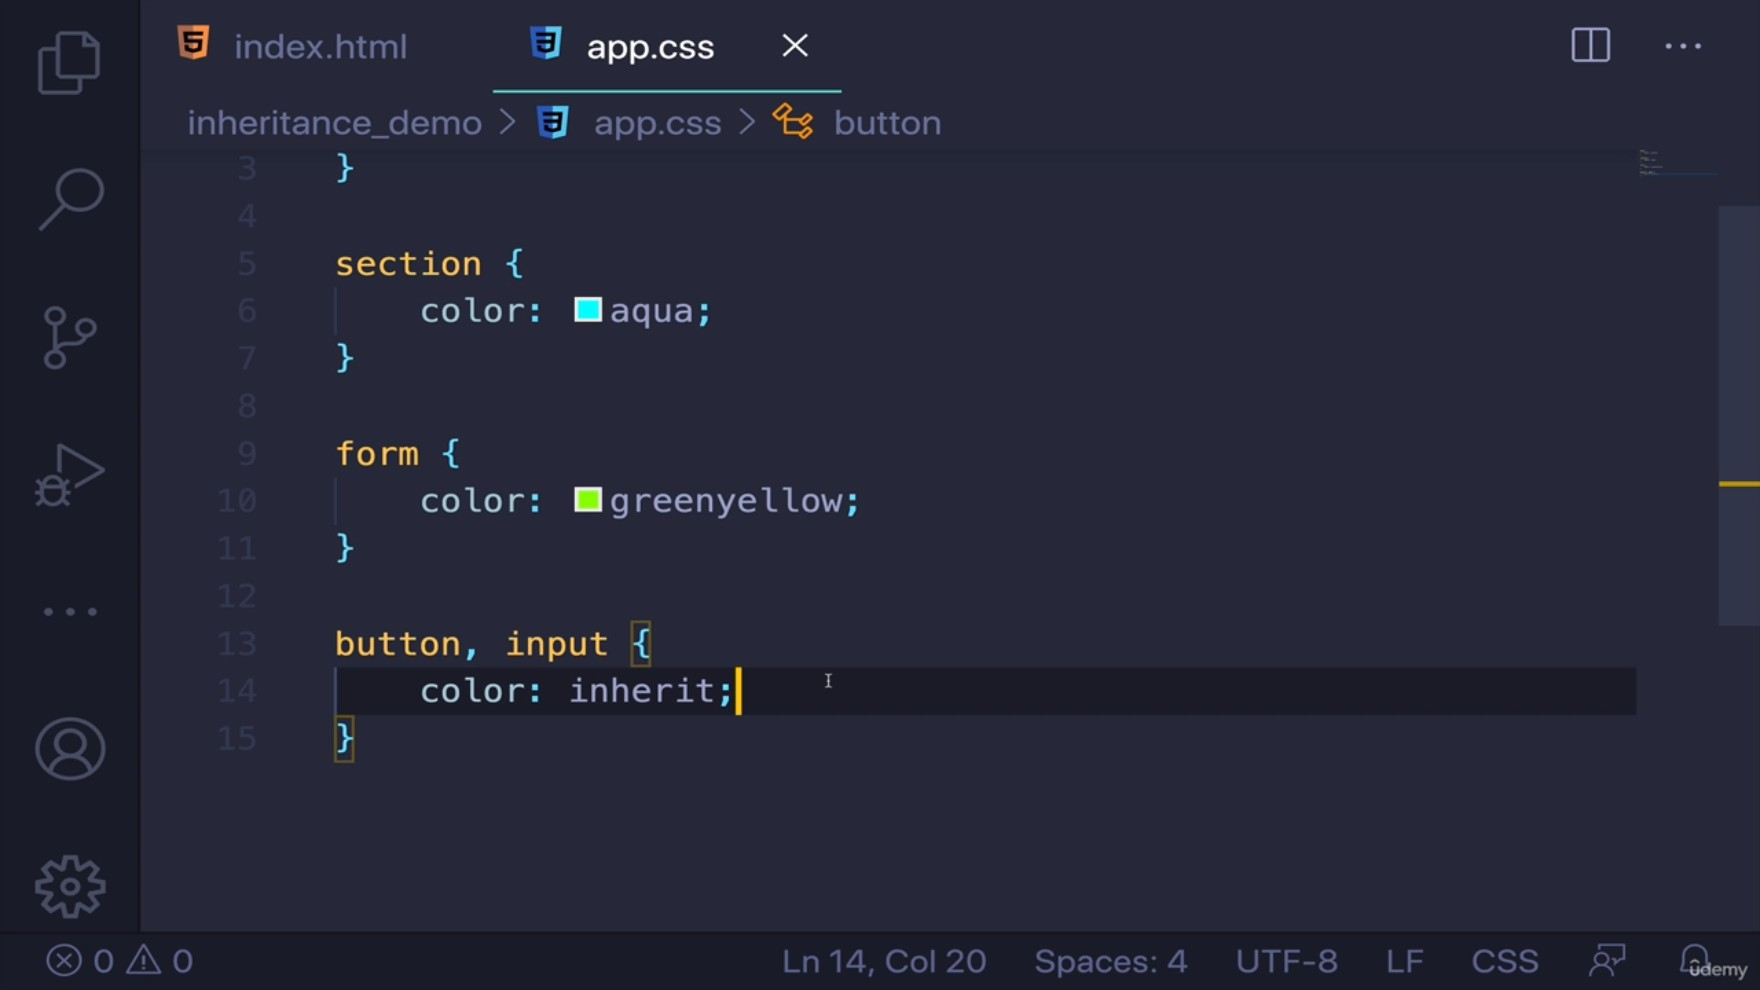 index.html app.css
inheritance_demo > app.css > button
3 }
4
5 section {
6 color: aqua;
7 }
8
9 form {
10 color: greenyellow;
11 }
12
13 button, input {
14 color: inherit;
15 }
0 0 Ln 14, Col 20 Spaces: 4 UTF-8 LF CSS
udemy